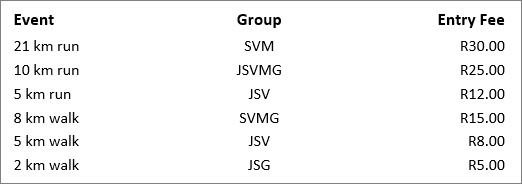 Event Group Entry Fee
21 km run SVM R30.00
10 km run JSVMG R25.00
5 km run JSV R12.00
8 km walk SVMG R15.00
5 km walk JSV R8.00
2 km walk JSG R5.00